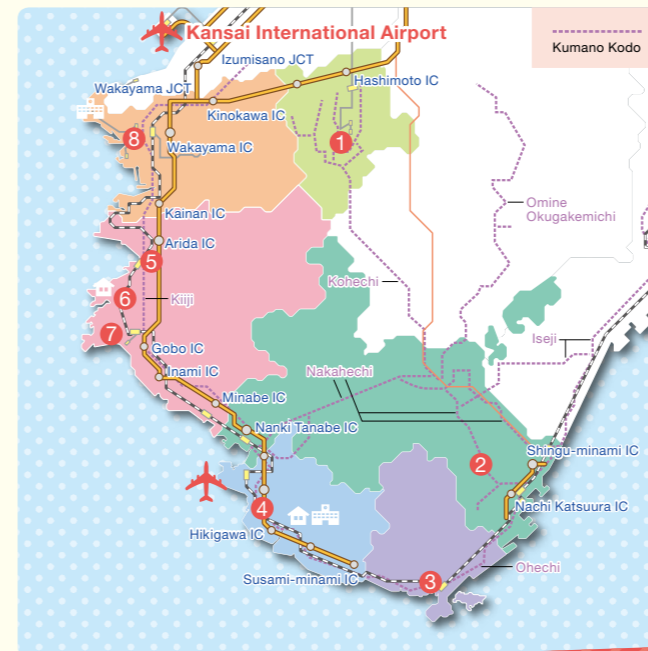 Kansai International Airport
Kumano Kodo
Izumisano JCT
Wakayama JCT
Hashimoto IC
Kinokawa IC
8
1
Wakayama IC
Kainan IC
Omine
Okugakemichi
Arida IC
5
Kohechi
6
Kiiji
7
Iseji
Gobo IC
Inami IC
Nakahechi
Minabe IC
Nanki Tanabe IC
Shingu-minami IC
2
Nachi Katsuura IC
4
Hikigawa IC
Ohechi
Susami-minami IC
3